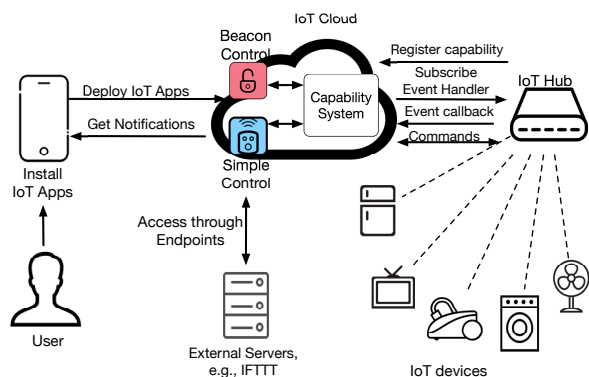 IoT Cloud
Beacon
Control
Capability
System
Simple
Control
Deploy IoT Apps
Get Notifications
Install
IoT Apps
User
Access through
Endpoints
External Servers,
e.g., IFTTT
Register capability
Subscribe
Event Handler
Event callback
Commands
IoT Hub
IoT devices